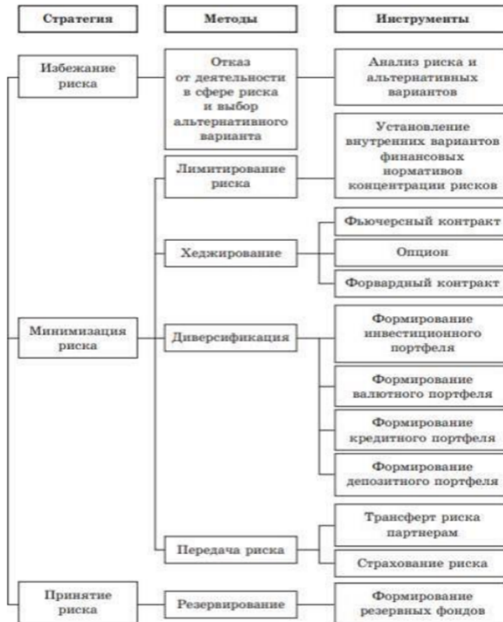 Стратегия
Методы
Инструменты
Избежание
риска
Отказ
от деятельности
в сфере риска
и выбор
альтернативного
варианта
Анализ риска и
альтернативных
вариантов
Минимизация
риска
Лимитирование
риска
Установление
внутренних вариантов
финансовых
нормативов
концентрации рисков
Хеджирование
Фьючерсный контракт
Опцион
Форвардный контракт
Диверсификация
Формирование
инвестиционного
портфеля
Формирование
валютного портфеля
Формирование
кредитного портфеля
Формирование
депозитного портфеля
Передача риска
Трансферт риска
партнерам
Страхование риска
Принятие
риска
Резервирование
Формирование
резервных фондов